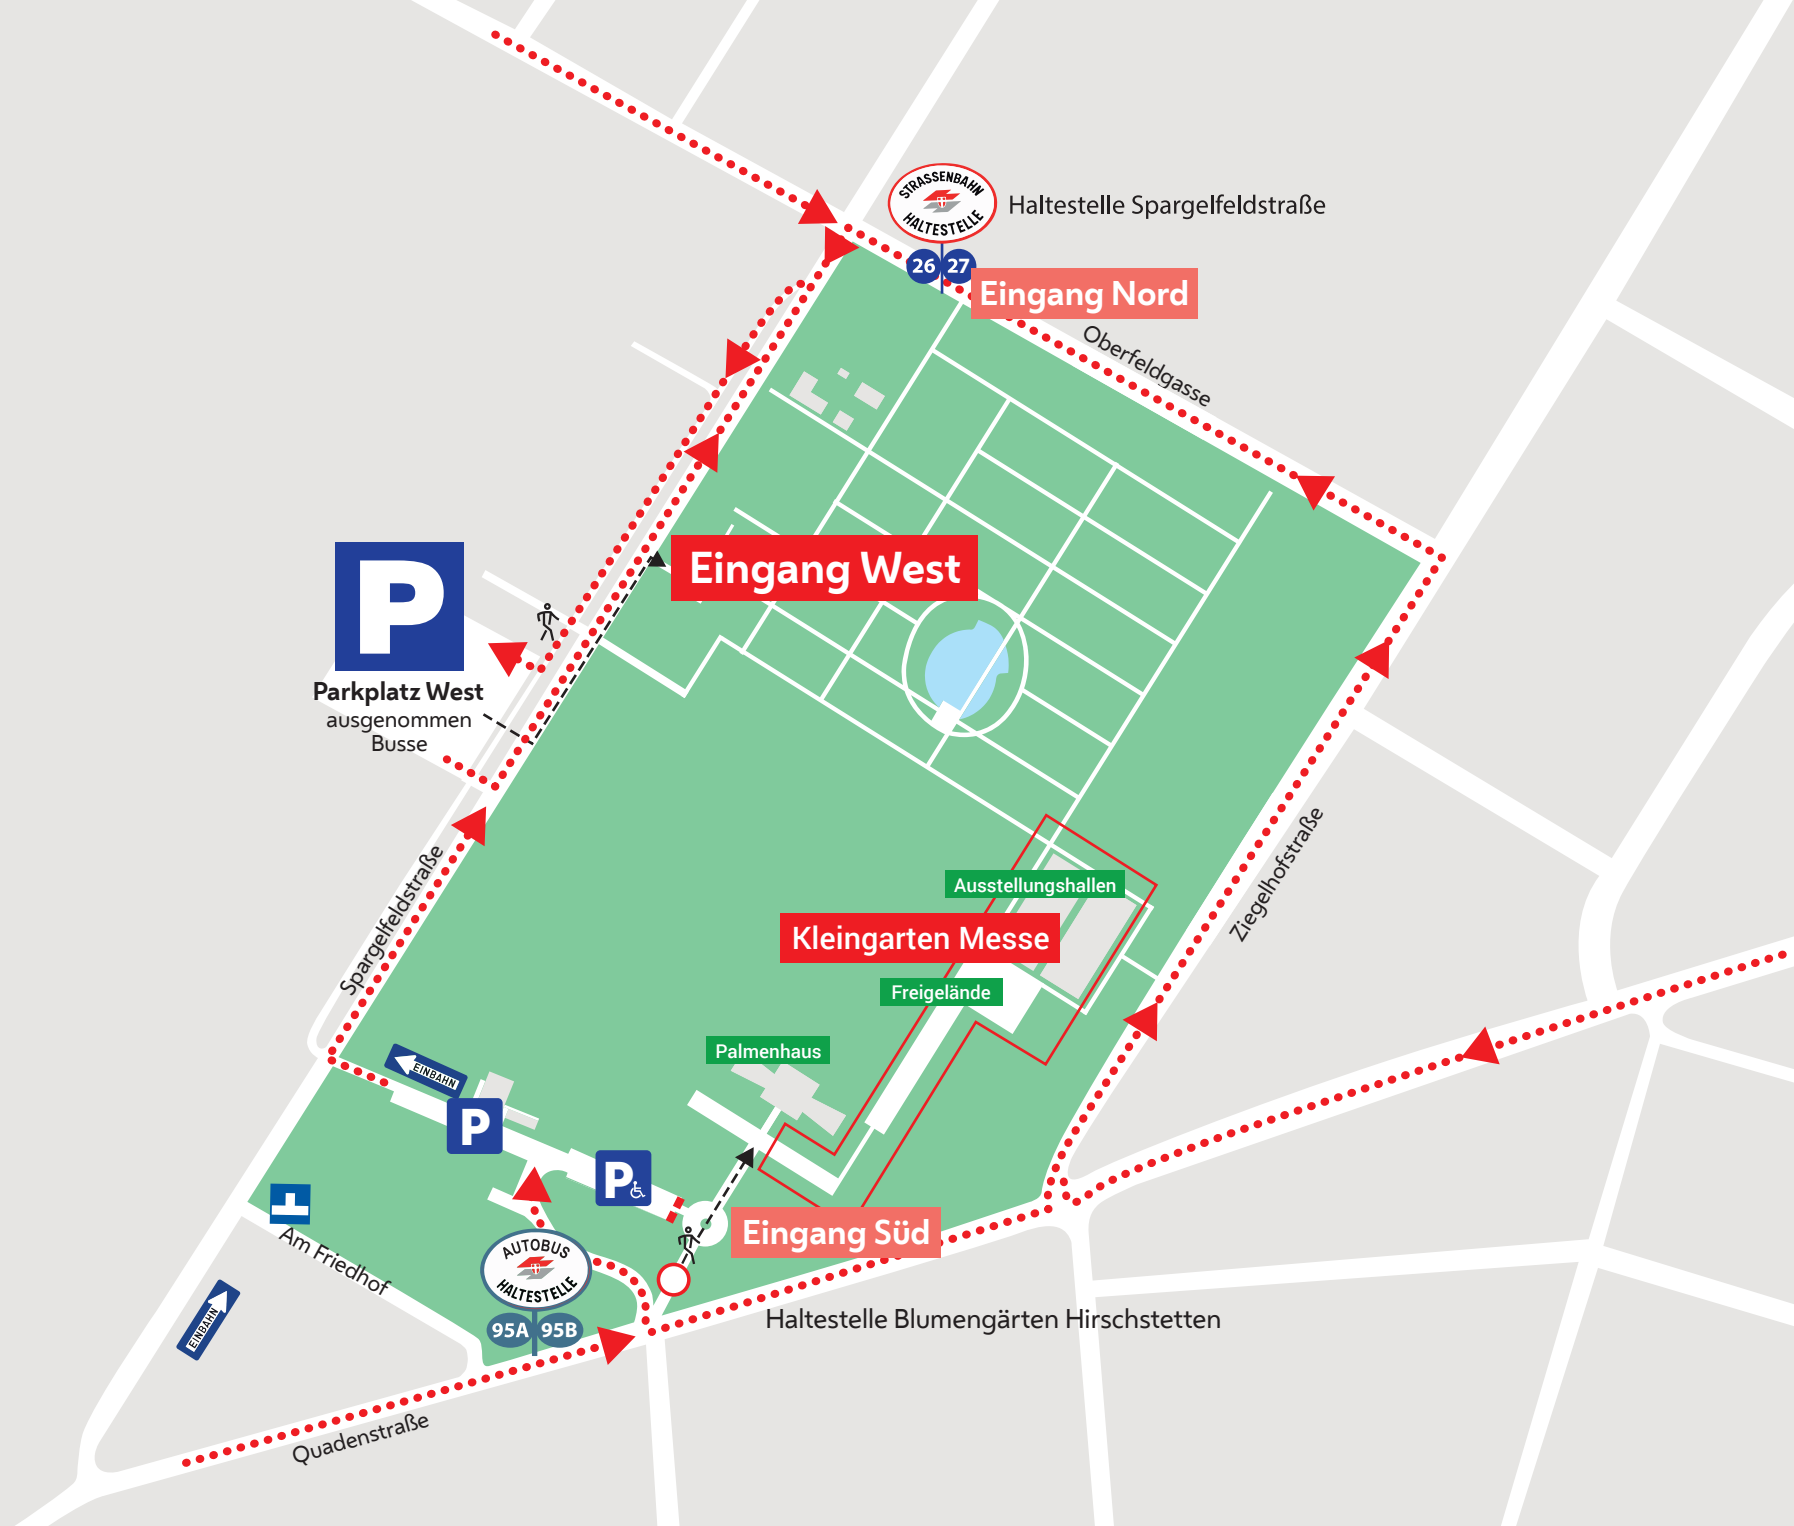 STRASSENBAHN
HALTESTELLE
Haltestelle Spargelfeldstraße
26
27
Eingang Nord
Oberfeldgasse
Eingang West
P
Parkplatz West
ausgenommen
Busse
Spargelfeldstraße
Ziegelhofstraße
Ausstellungshallen
Kleingarten Messe
Freigelände
Palmenhaus
EINBAHN
P
P
Eingang Süd
Am Friedhof
AUTOBUS
HALTESTELLE
95A
95B
EINBAHN
Haltestelle Blumengärten Hirschstetten
Quadenstraße